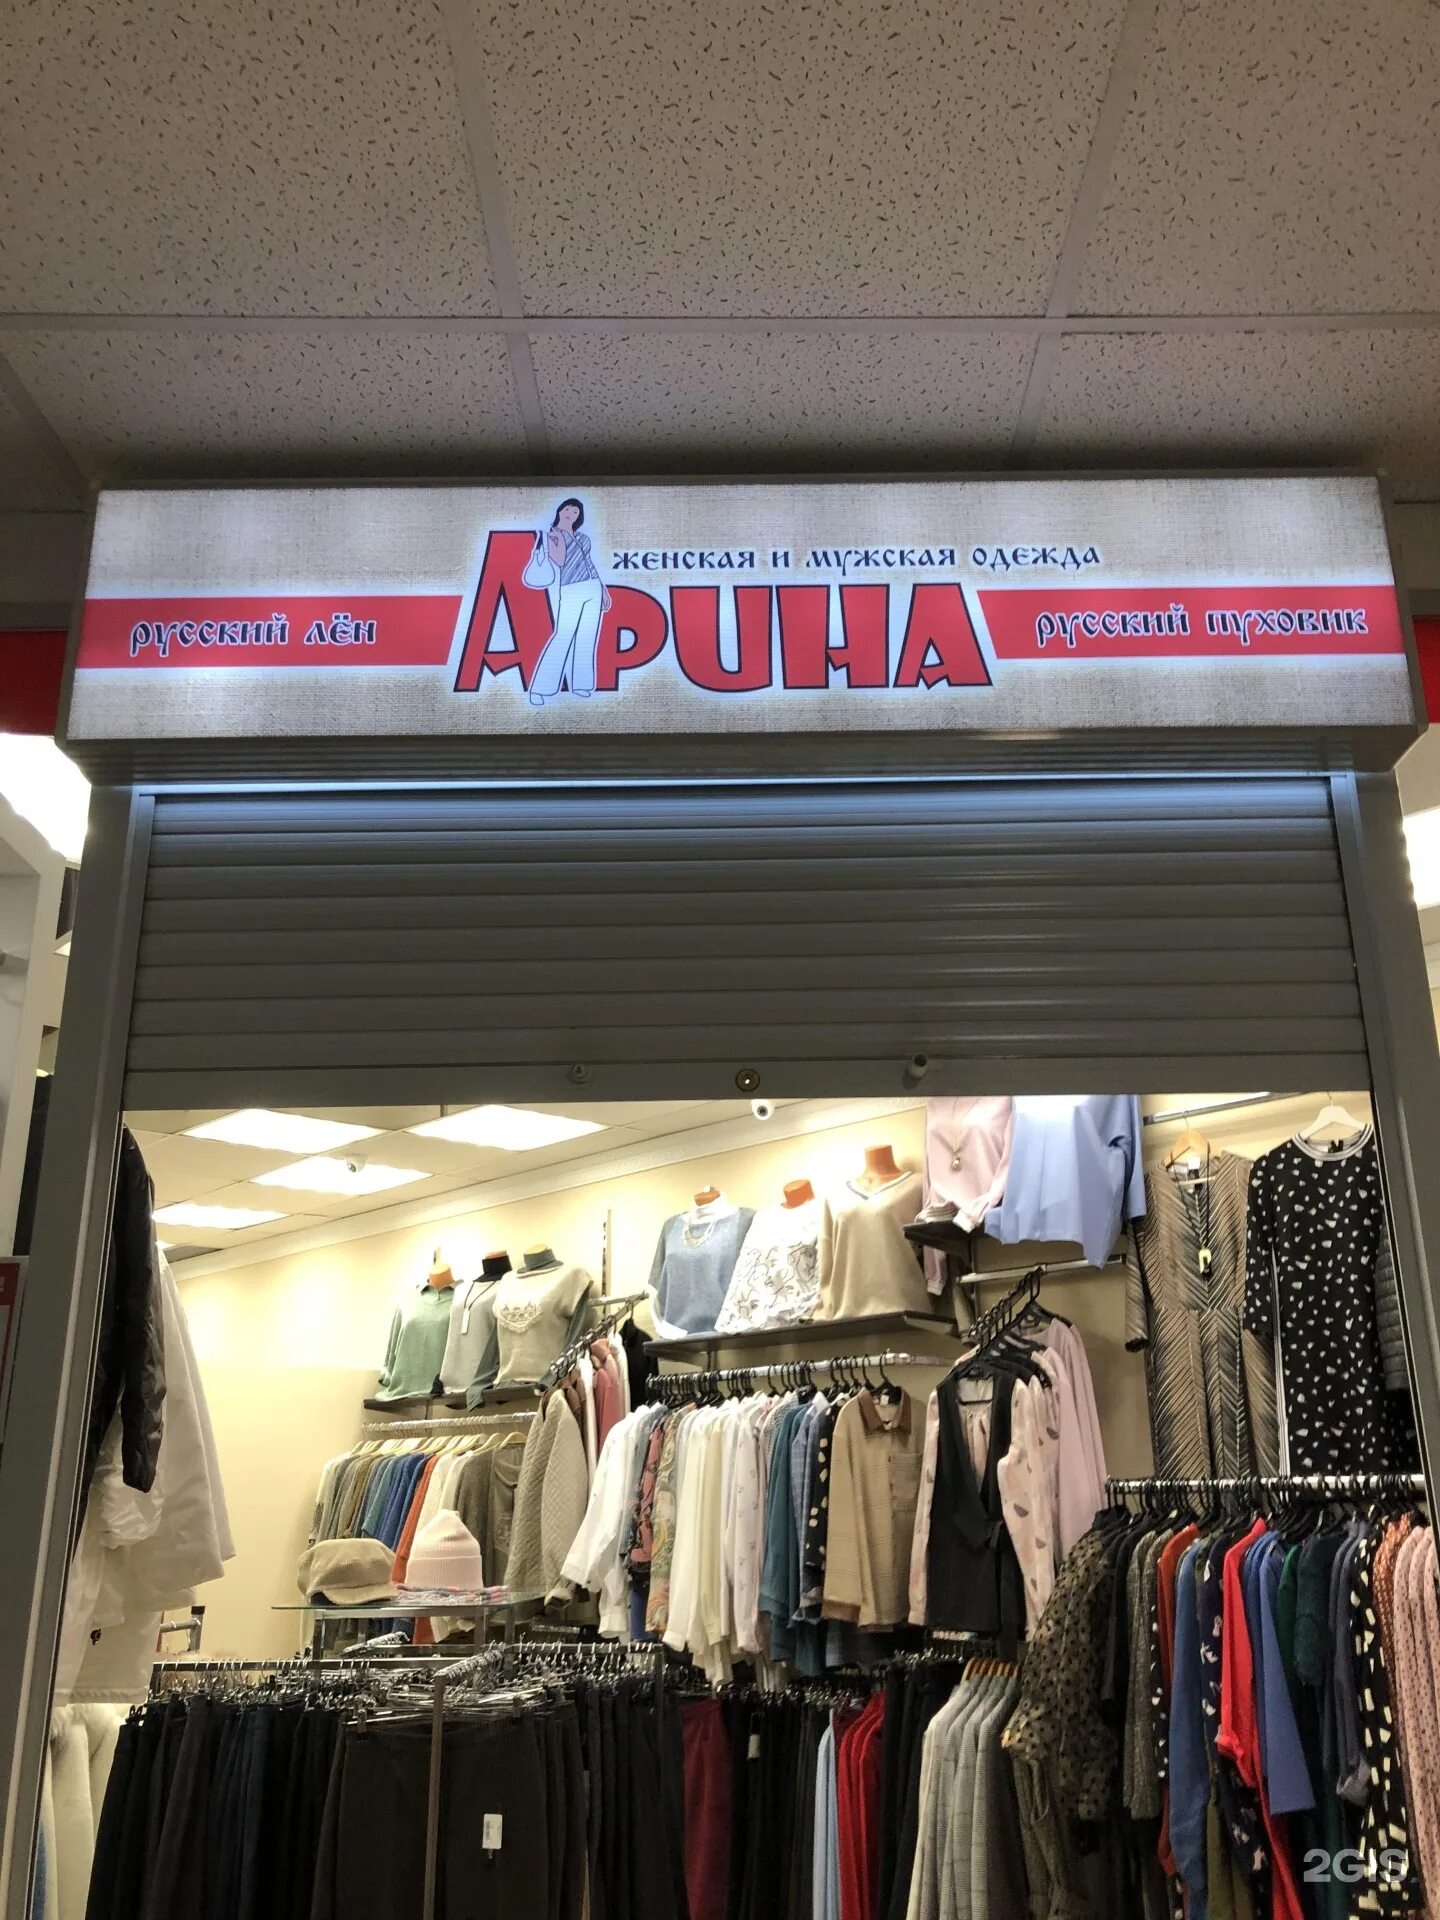 женская и мужская одежда
русский лён Арина русский пуховик
2GIS